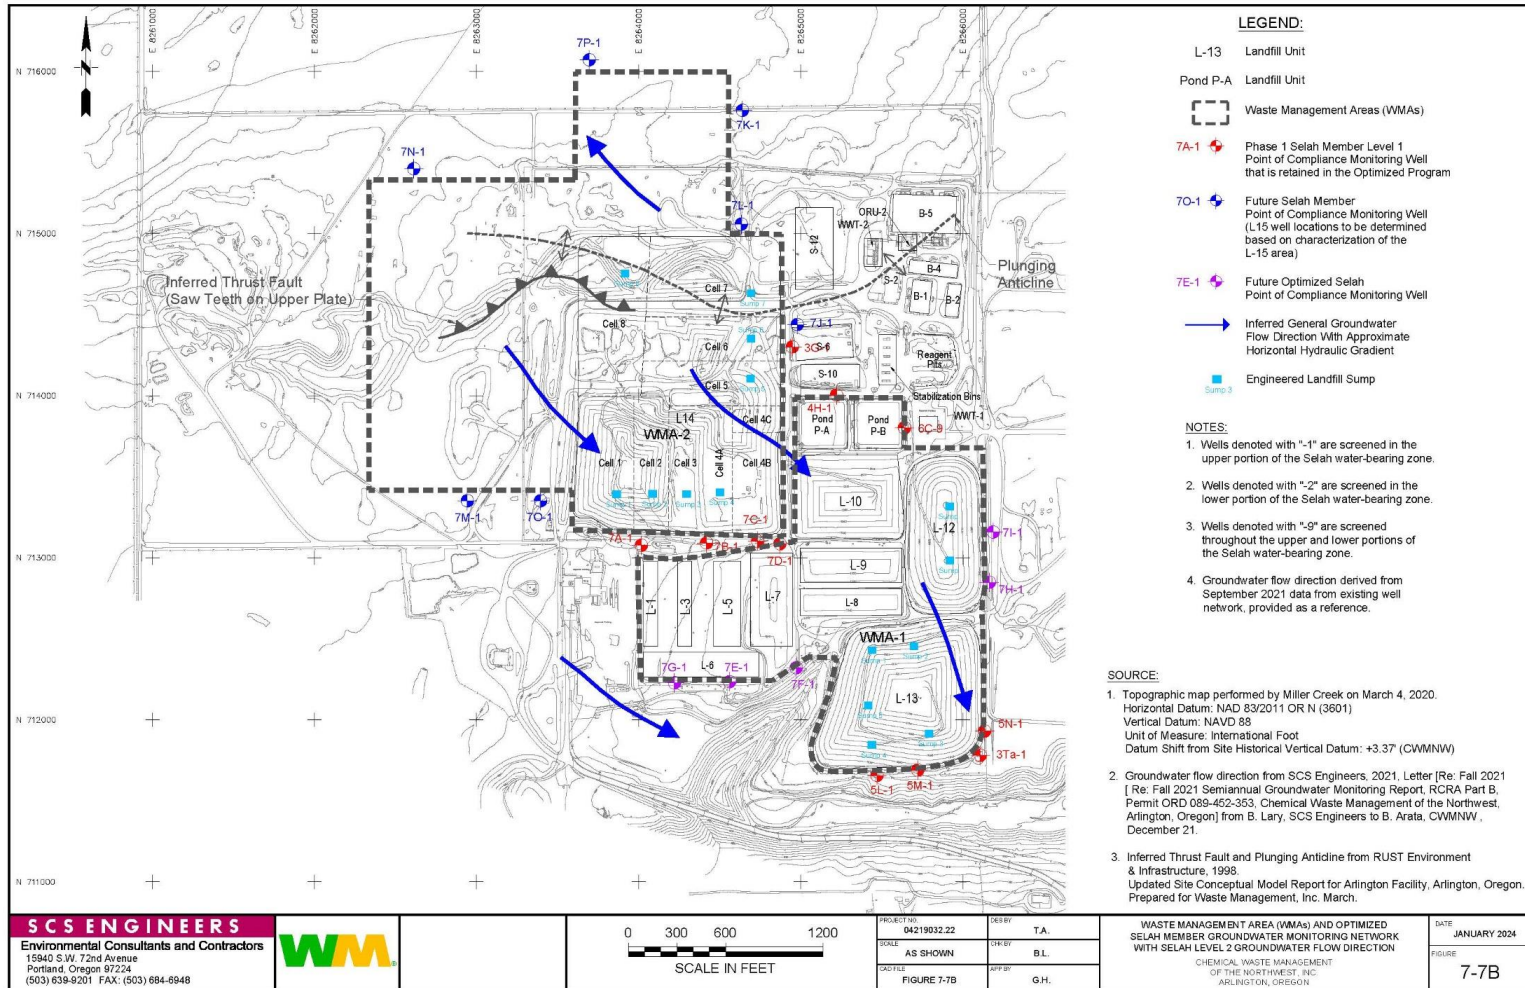 E 8261000
E 8262000
E 8263000
E 8264000
E 8265000
E 8266000
N 716000
N 715000
N 714000
N 713000
N 712000
N 711000
N
7P-1
7K-1
7N-1
7L-1
ORU-2
WWT-2
B-5
S-12
S-2
B-4
B-1
B-2
Plunging
Anticline
Inferred Thrust Fault
(Saw Teeth on Upper Plate)
Cell 7
Sump 7
Cell 8
7J-1
Cell 6
3G-1
S-6
Reagent
Pits
S-10
Cell 5
Stabilization Bins
4H-1
WWT-1
L14
Cell 4C
Pond
P-A
Pond
P-B
6C-9
WMA-2
Cell 1
Cell 2
Cell 3
Cell 4A
Cell 4B
L-10
L-12
Sump
7M-1
7O-1
7C-1
7I-1
7A-1
7B-1
7D-1
Sump
L-9
7H-1
L-1
L-3
L-5
L-7
L-8
WMA-1
L-6
7G-1
7E-1
7F-1
L-13
5N-1
3Ta-1
5L-1
5M-1
LEGEND:
L-13 Landfill Unit
Pond P-A Landfill Unit
Waste Management Areas (WMAs)
7A-1 Phase 1 Selah Member Level 1
Point of Compliance Monitoring Well
that is retained in the Optimized Program
7O-1 Future Selah Member
Point of Compliance Monitoring Well
(L15 well locations to be determined
based on characterization of the
L-15 area)
7E-1 Future Optimized Selah
Point of Compliance Monitoring Well
Inferred General Groundwater
Flow Direction With Approximate
Horizontal Hydraulic Gradient
Engineered Landfill Sump
Sump 3
NOTES:
1. Wells denoted with "-1" are screened in the
upper portion of the Selah water-bearing zone.
2. Wells denoted with "-2" are screened in the
lower portion of the Selah water-bearing zone.
3. Wells denoted with "-9" are screened
throughout the upper and lower portions of
the Selah water-bearing zone.
4. Groundwater flow direction derived from
September 2021 data from existing well
network, provided as a reference.
SOURCE:
1. Topographic map performed by Miller Creek on March 4, 2020.
Horizontal Datum: NAD 83/2011 OR N (3601)
Vertical Datum: NAVD 88
Unit of Measure: International Foot
Datum Shift from Site Historical Vertical Datum: +3.37' (CWMNW)
2. Groundwater flow direction from SCS Engineers, 2021, Letter [Re: Fall 2021
[ Re: Fall 2021 Semiannual Groundwater Monitoring Report, RCRA Part B,
Permit ORD 089-452-353, Chemical Waste Management of the Northwest,
Arlington, Oregon] from B. Lary, SCS Engineers to B. Arata, CWMNW ,
December 21.
3. Inferred Thrust Fault and Plunging Anticline from RUST Environment
& Infrastructure, 1998.
Updated Site Conceptual Model Report for Arlington Facility, Arlington, Oregon.
Prepared for Waste Management, Inc. March.
SCS ENGINEERS
Environmental Consultants and Contractors
15940 S.W. 72nd Avenue
Portland, Oregon 97224
(503) 639-9201 FAX: (503) 684-6948
WM
0 300 600 1200
SCALE IN FEET
PROJECT NO. 04219032.22
DES BY T.A.
SCALE AS SHOWN
CHK BY B.L.
CAD FILE FIGURE 7-7B
APP BY G.H.
WASTE MANAGEMENT AREA (WMAs) AND OPTIMIZED
SELAH MEMBER GROUNDWATER MONITORING NETWORK
WITH SELAH LEVEL 2 GROUNDWATER FLOW DIRECTION
CHEMICAL WASTE MANAGEMENT
OF THE NORTHWEST, INC.
ARLINGTON, OREGON
DATE
JANUARY 2024
FIGURE
7-7B